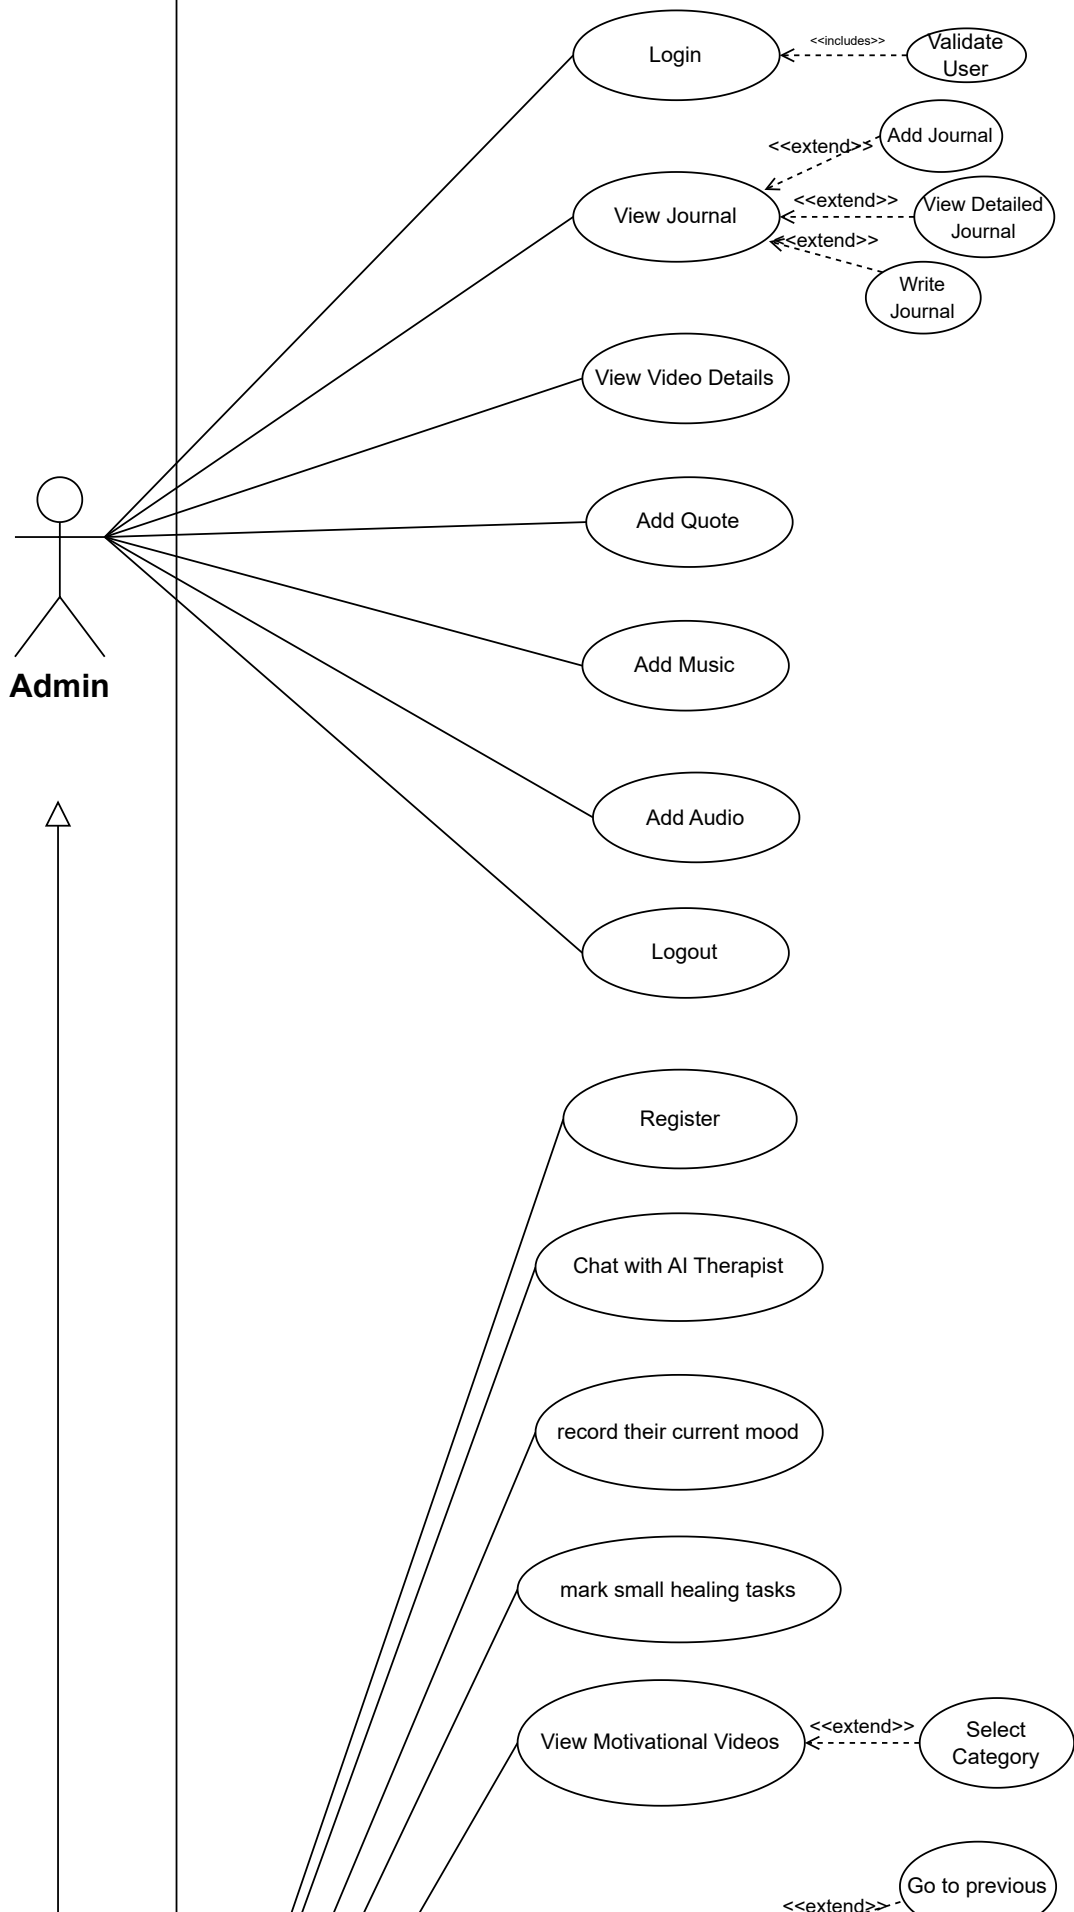 Login
<<includes>>
Validate
User
Add Journal
<<extend>>
View Journal
<<extend>>
View Detailed
Journal
<<extend>>
Write
Journal
View Video Details
Add Quote
Add Music
Admin
Add Audio
Logout
Register
Chat with AI Therapist
record their current mood
mark small healing tasks
View Motivational Videos
<<extend>>
Select
Category
Go to previous
<<extend>>